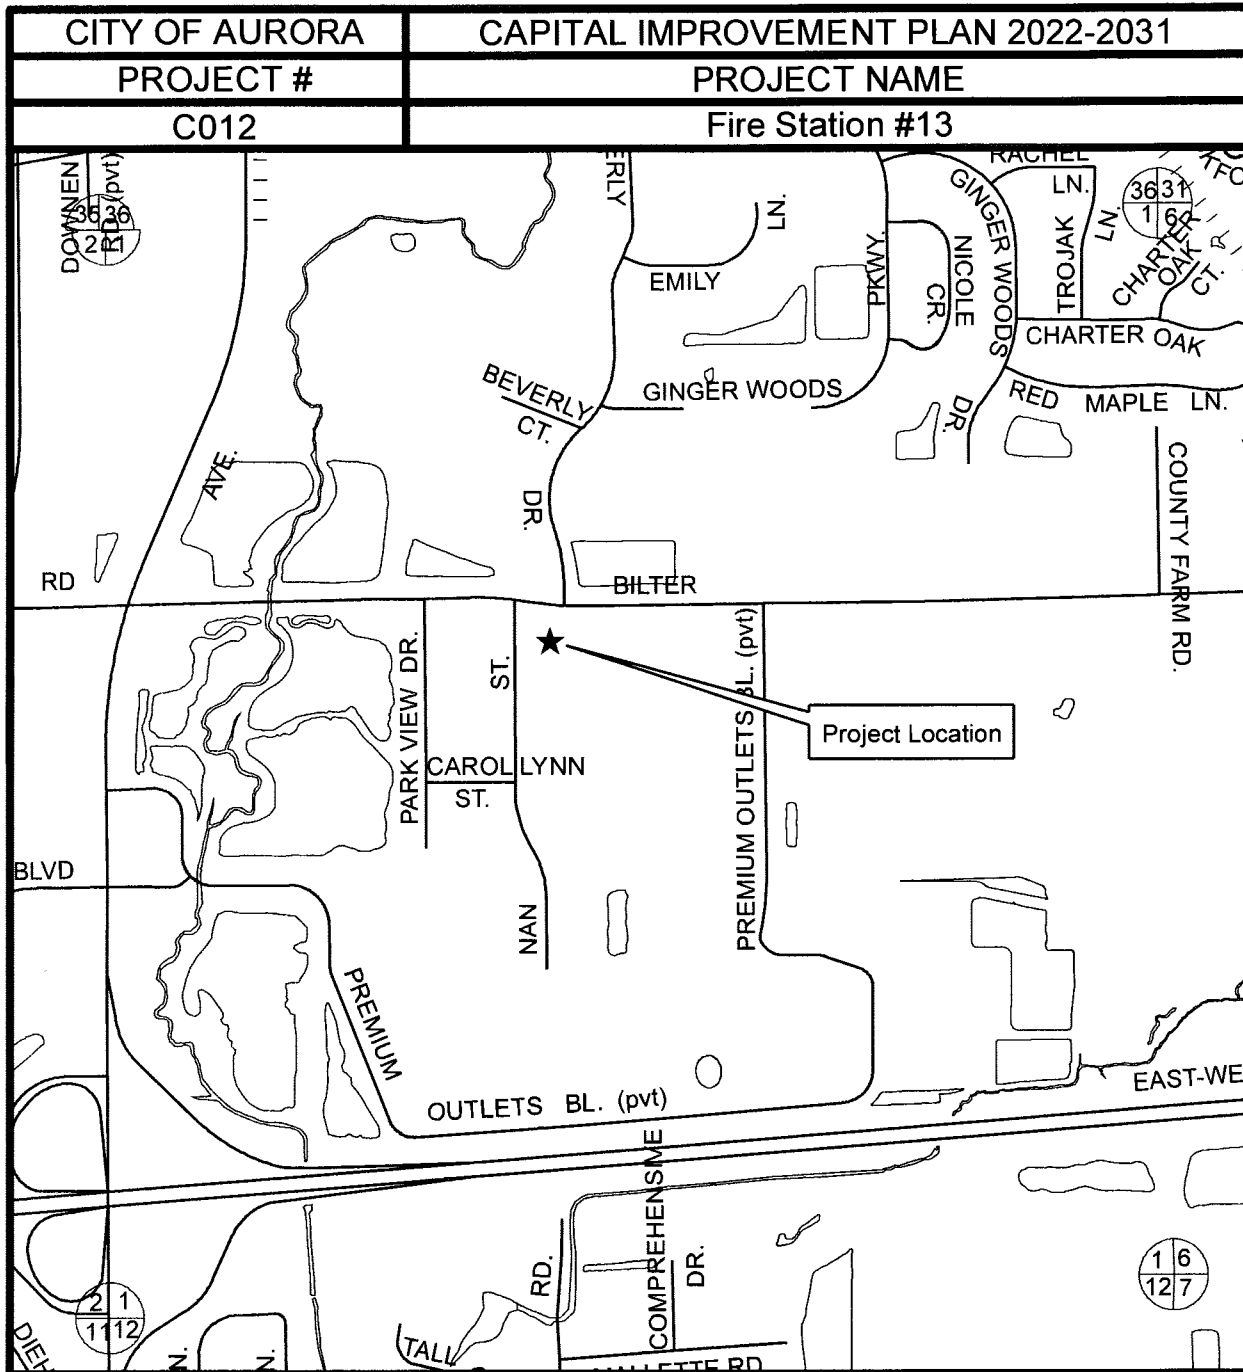 CITY OF AURORA
CAPITAL IMPROVEMENT PLAN 2022-2031
PROJECT #
PROJECT NAME
C012
Fire Station #13
DOWNEN
RD (pvt)
35 36
2 1
ERLY
LN.
EMILY
PKWY.
NICOLE
CR.
GINGER WOODS
DR.
RACHEL
LN.
TROJAK
LN.
36 31
1 6
CHARTER
OAK
CT.
CHARTER OAK
RED MAPLE LN.
BEVERLY
CT.
GINGER WOODS
AVE.
DR.
COUNTY FARM RD.
RD
BILTER
PARK VIEW DR.
ST.
PREMIUM OUTLETS BL. (pvt)
Project Location
CAROL LYNN
ST.
BLVD
NAN
PREMIUM
OUTLETS BL. (pvt)
EAST-WE
COMPREHENSIVE
DR.
RD.
1 6
12 7
2 1
11 12
DIEH
N.
N.
TALL
RD